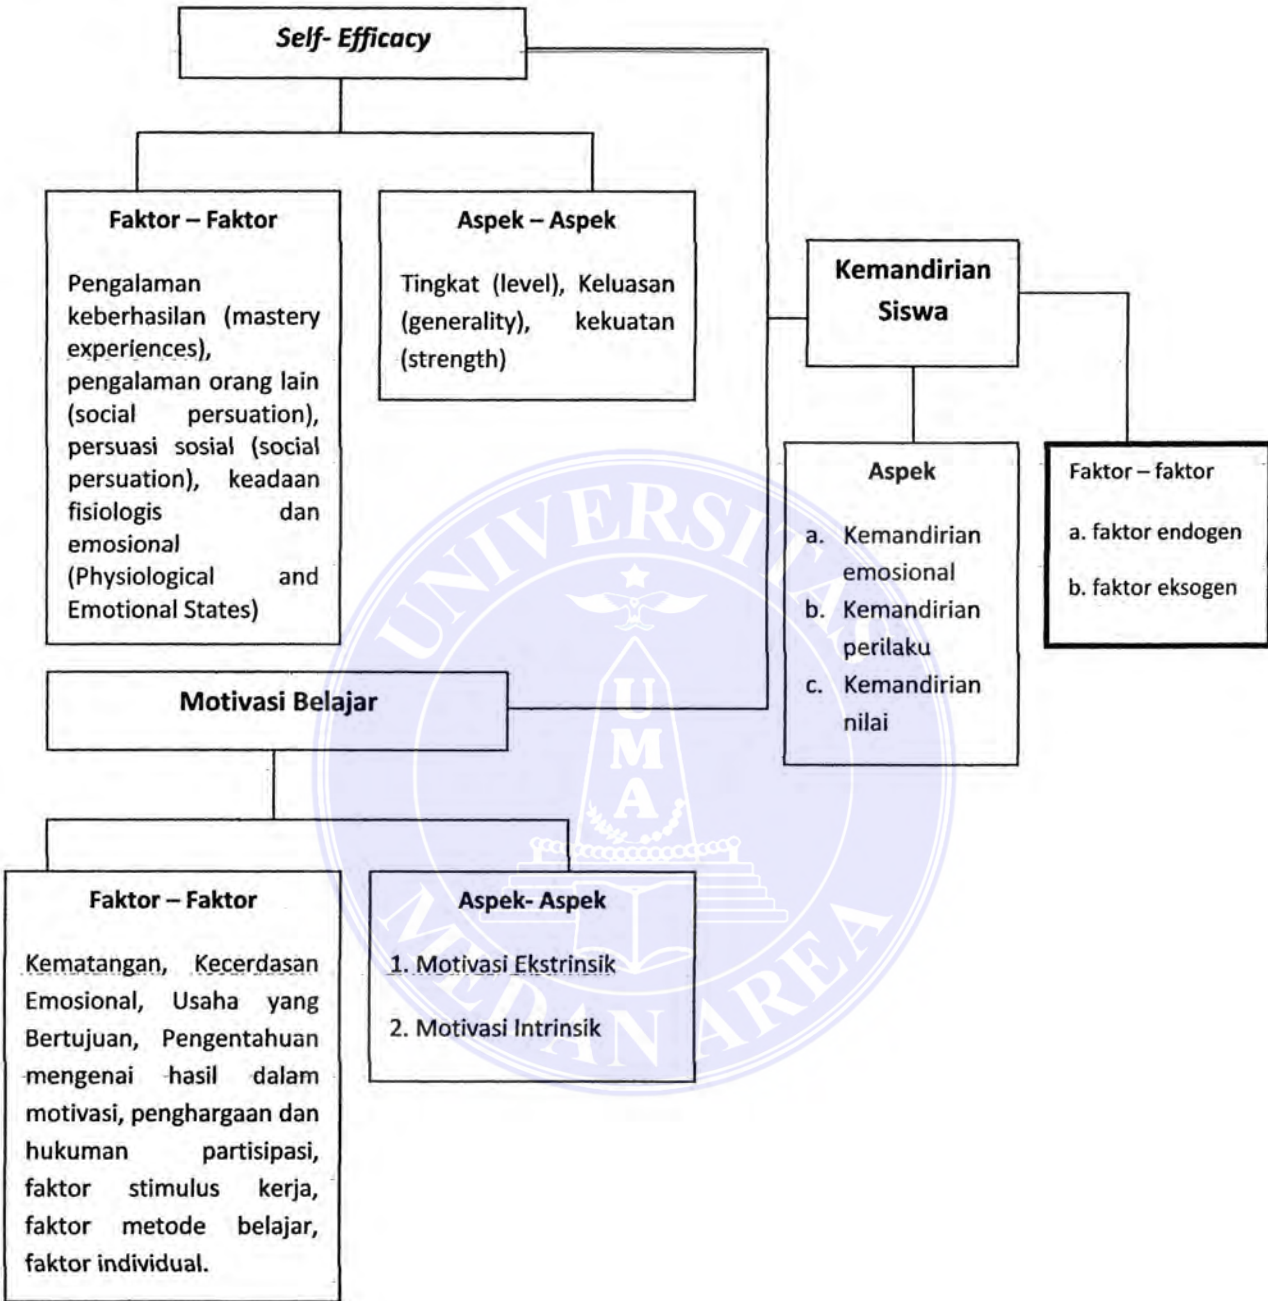 Self- Efficacy
Faktor – Faktor
Pengalaman
keberhasilan (mastery
experiences),
pengalaman orang lain
(social persuation),
persuasi sosial (social
persuation), keadaan
fisiologis dan
emosional
(Physiological and
Emotional States)
Aspek – Aspek
Tingkat (level), Keluasan
(generality), kekuatan
(strength)
Kemandirian
Siswa
Aspek
a. Kemandirian
emosional
b. Kemandirian
perilaku
c. Kemandirian
nilai
Faktor – faktor
a. faktor endogen
b. faktor eksogen
Motivasi Belajar
Faktor – Faktor
Kematangan, Kecerdasan
Emosional, Usaha yang
Bertujuan, Pengentahuan
mengenai hasil dalam
motivasi, penghargaan dan
hukuman partisipasi,
faktor stimulus kerja,
faktor metode belajar,
faktor individual.
Aspek- Aspek
1. Motivasi Ekstrinsik
2. Motivasi Intrinsik
UNIVERSITAS
UMA
MEDAN AREA